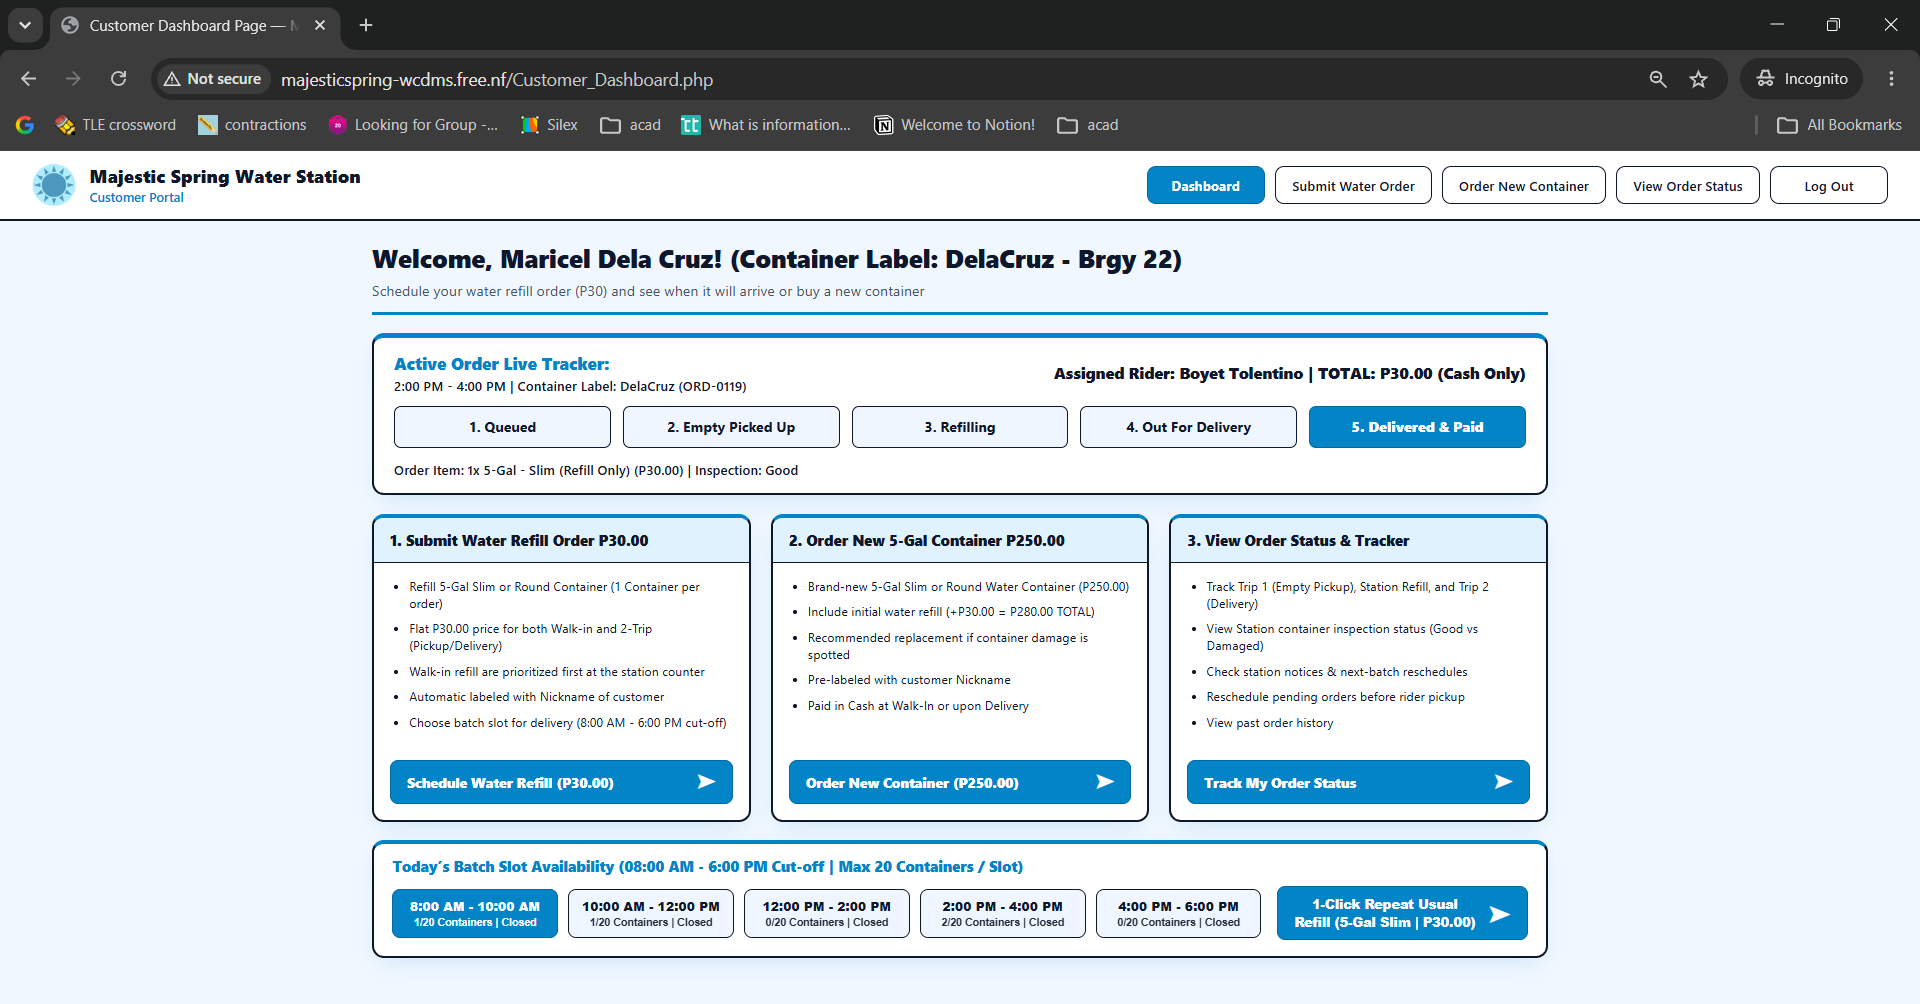 Customer Dashboard Page —
Not secure
majesticspring-wcdms.free.nf/Customer_Dashboard.php
Incognito
TLE crossword
contractions
Looking for Group -...
Silex
acad
What is information...
Welcome to Notion!
acad
All Bookmarks
Majestic Spring Water Station
Customer Portal
Dashboard
Submit Water Order
Order New Container
View Order Status
Log Out
Welcome, Maricel Dela Cruz! (Container Label: DelaCruz - Brgy 22)
Schedule your water refill order (P30) and see when it will arrive or buy a new container
Active Order Live Tracker:
2:00 PM - 4:00 PM | Container Label: DelaCruz (ORD-0119)
Assigned Rider: Boyet Tolentino | TOTAL: P30.00 (Cash Only)
1. Queued
2. Empty Picked Up
3. Refilling
4. Out For Delivery
5. Delivered & Paid
Order Item: 1x 5-Gal - Slim (Refill Only) (P30.00) | Inspection: Good
1. Submit Water Refill Order P30.00
• Refill 5-Gal Slim or Round Container (1 Container per
order)
• Flat P30.00 price for both Walk-in and 2-Trip
(Pickup/Delivery)
• Walk-in refill are prioritized first at the station counter
• Automatic labeled with Nickname of customer
• Choose batch slot for delivery (8:00 AM - 6:00 PM cut-off)
Schedule Water Refill (P30.00)
2. Order New 5-Gal Container P250.00
• Brand-new 5-Gal Slim or Round Water Container (P250.00)
• Include initial water refill (+P30.00 = P280.00 TOTAL)
• Recommended replacement if container damage is
spotted
• Pre-labeled with customer Nickname
• Paid in Cash at Walk-In or upon Delivery
Order New Container (P250.00)
3. View Order Status & Tracker
• Track Trip 1 (Empty Pickup), Station Refill, and Trip 2
(Delivery)
• View Station container inspection status (Good vs
Damaged)
• Check station notices & next-batch reschedules
• Reschedule pending orders before rider pickup
• View past order history
Track My Order Status
Today´s Batch Slot Availability (08:00 AM - 6:00 PM Cut-off | Max 20 Containers / Slot)
8:00 AM - 10:00 AM
1/20 Containers | Closed
10:00 AM - 12:00 PM
1/20 Containers | Closed
12:00 PM - 2:00 PM
0/20 Containers | Closed
2:00 PM - 4:00 PM
2/20 Containers | Closed
4:00 PM - 6:00 PM
0/20 Containers | Closed
1-Click Repeat Usual
Refill (5-Gal Slim | P30.00)